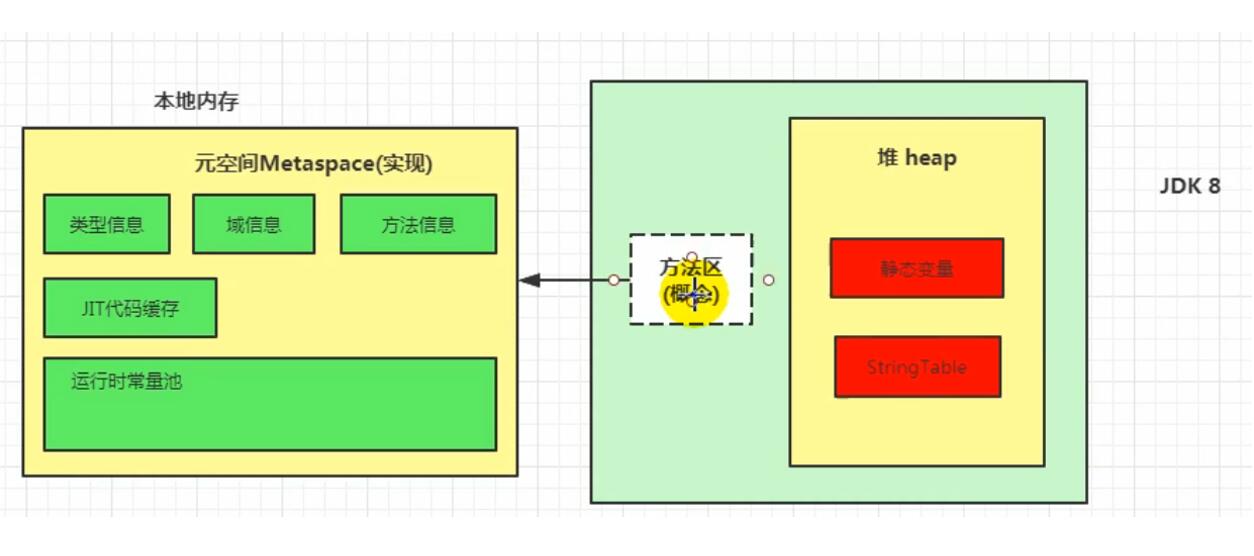 本地内存
元空间Metaspace(实现)
类型信息
域信息
方法信息
JIT代码缓存
运行时常量池
方法区
(概念)
堆 heap
静态变量
StringTable
JDK 8